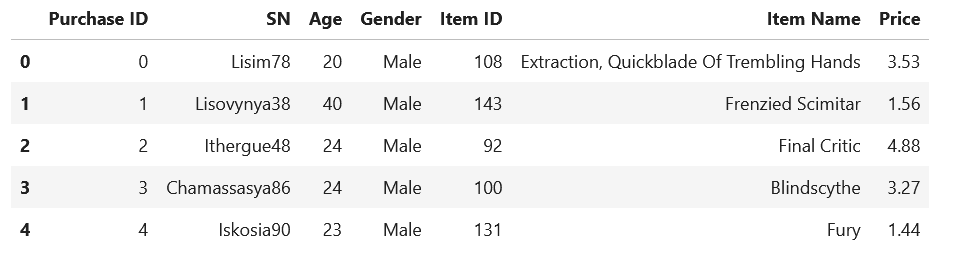 Purchase ID SN Age Gender Item ID Item Name Price
0 0 Lisim78 20 Male 108 Extraction, Quickblade Of Trembling Hands 3.53
1 1 Lisovynya38 40 Male 143 Frenzied Scimitar 1.56
2 2 Ithergue48 24 Male 92 Final Critic 4.88
3 3 Chamassasya86 24 Male 100 Blindscythe 3.27
4 4 Iskosia90 23 Male 131 Fury 1.44